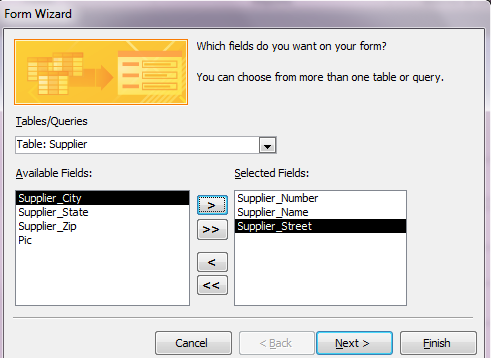 Form Wizard
Which fields do you want on your form?
You can choose from more than one table or query.
Tables/Queries
Table: Supplier
Available Fields:
Selected Fields:
Supplier_City
Supplier_State
Supplier_Zip
Pic
>
>>
<
<<
Supplier_Number
Supplier_Name
Supplier_Street
Cancel
< Back
Next >
Finish